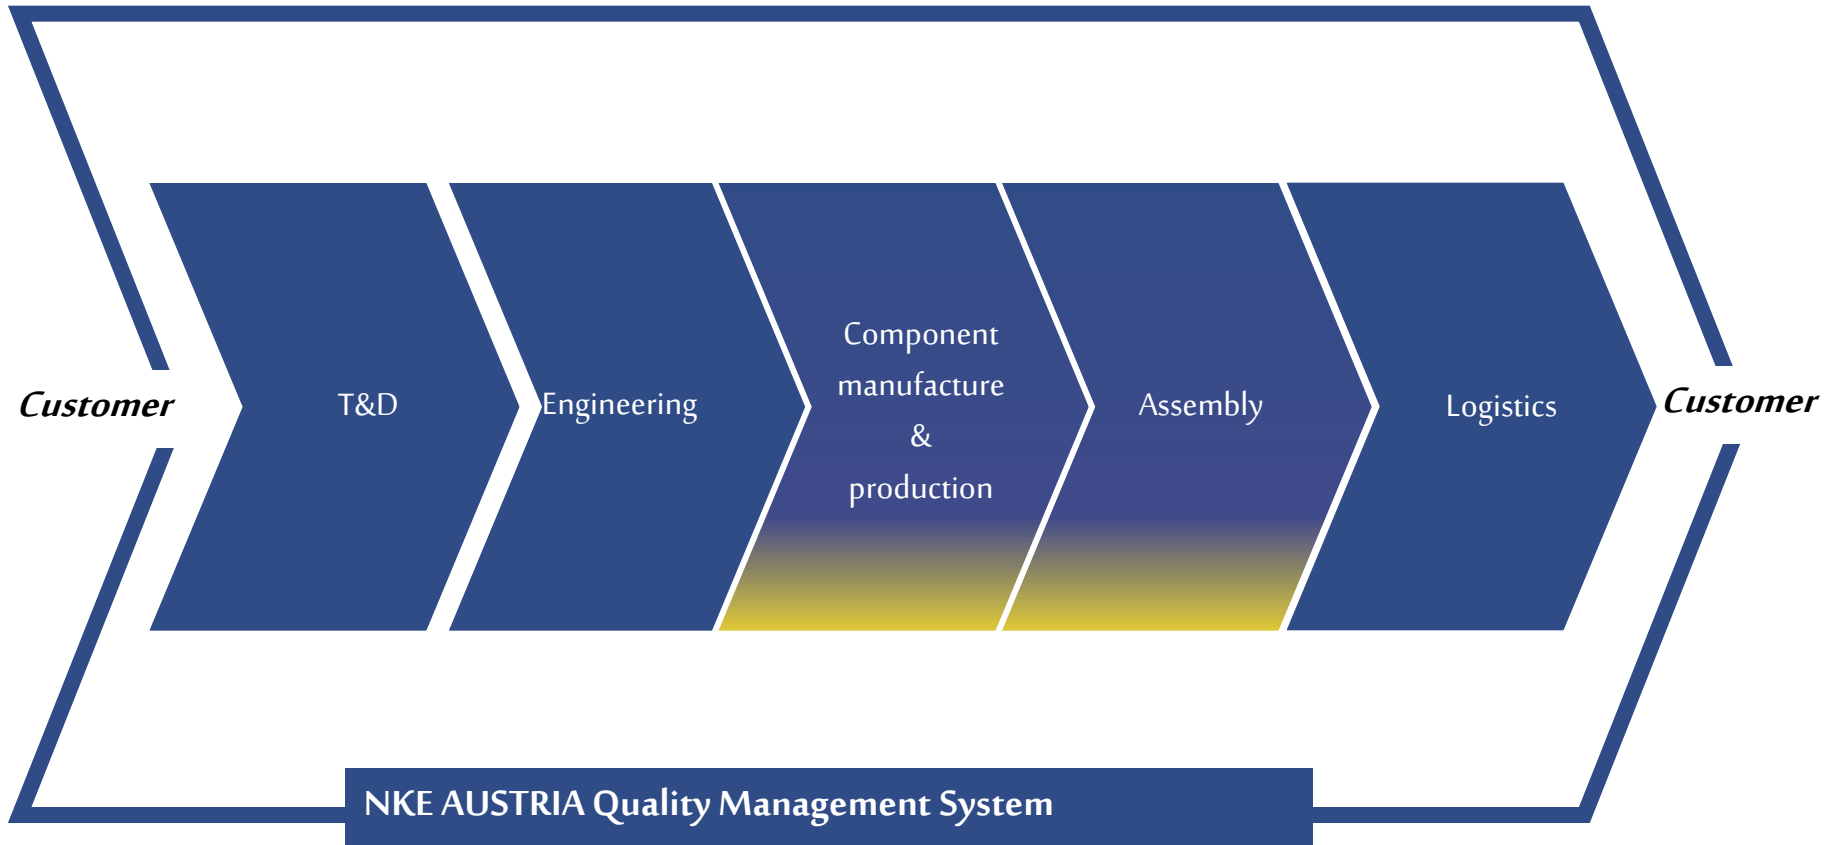 Customer
T&D
Engineering
Component
manufacture
&
production
Assembly
Logistics
Customer
NKE AUSTRIA Quality Management System